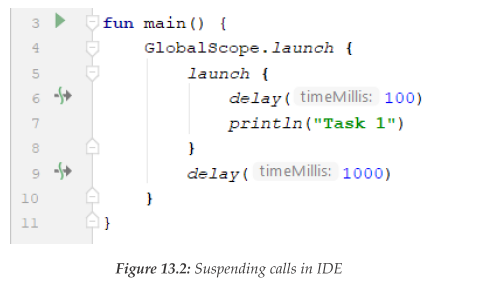 3 fun main() {
4 GlobalScope.launch {
5 launch {
6 delay( timeMillis: 100)
7 println("Task 1")
8 }
9 delay( timeMillis: 1000)
10 }
11 }
Figure 13.2: Suspending calls in IDE